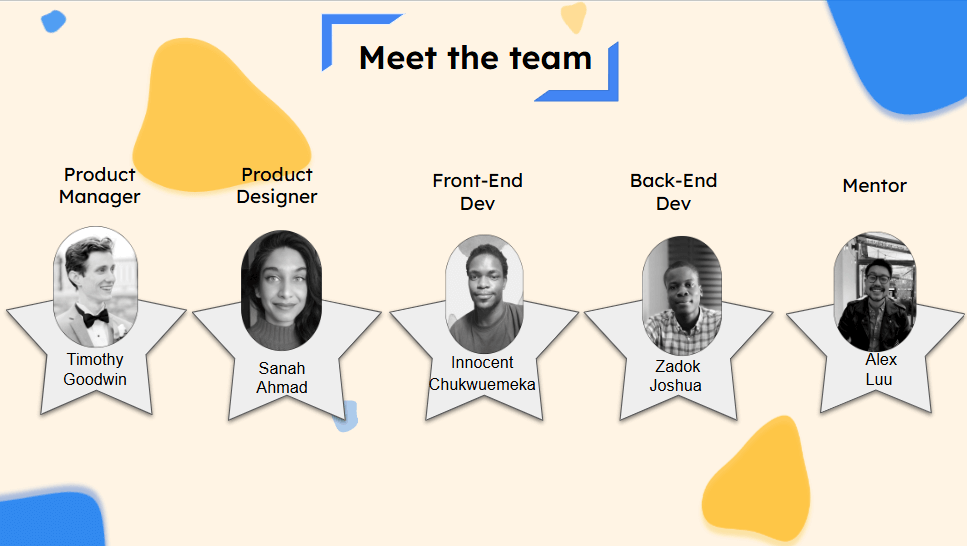 Meet the team
Product
Manager
Product
Designer
Front-End
Dev
Back-End
Dev
Mentor
Timothy
Goodwin
Sanah
Ahmad
Innocent
Chukwuemeka
Zadok
Joshua
Alex
Luu